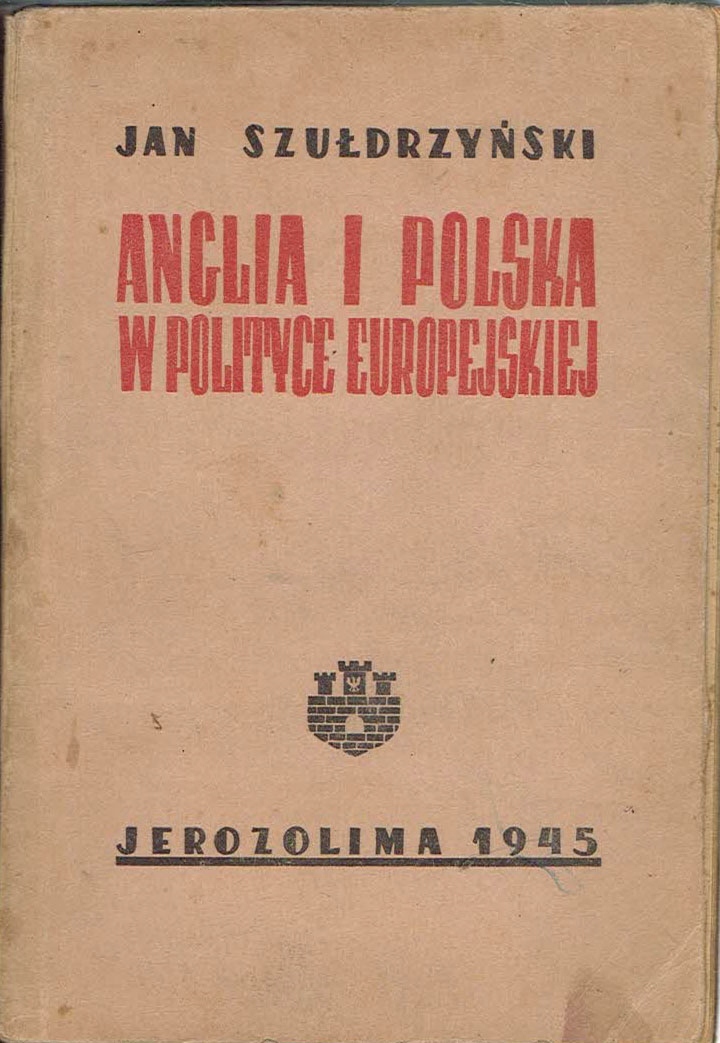 JAN SZUŁDRZYŃSKI
ANGLIA I POLSKA
W POLITYCE EUROPEJSKIEJ
JEROZOLIMA 1945